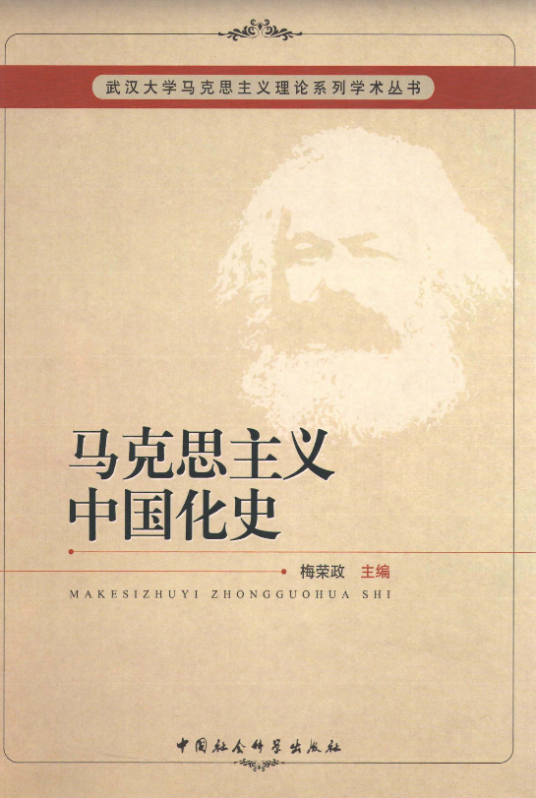 武汉大学马克思主义理论系列学术丛书
马克思主义
中国化史
梅荣政 主编
MAKESIZHUYI ZHONGGUOHUA SHI
中国社会科学出版社